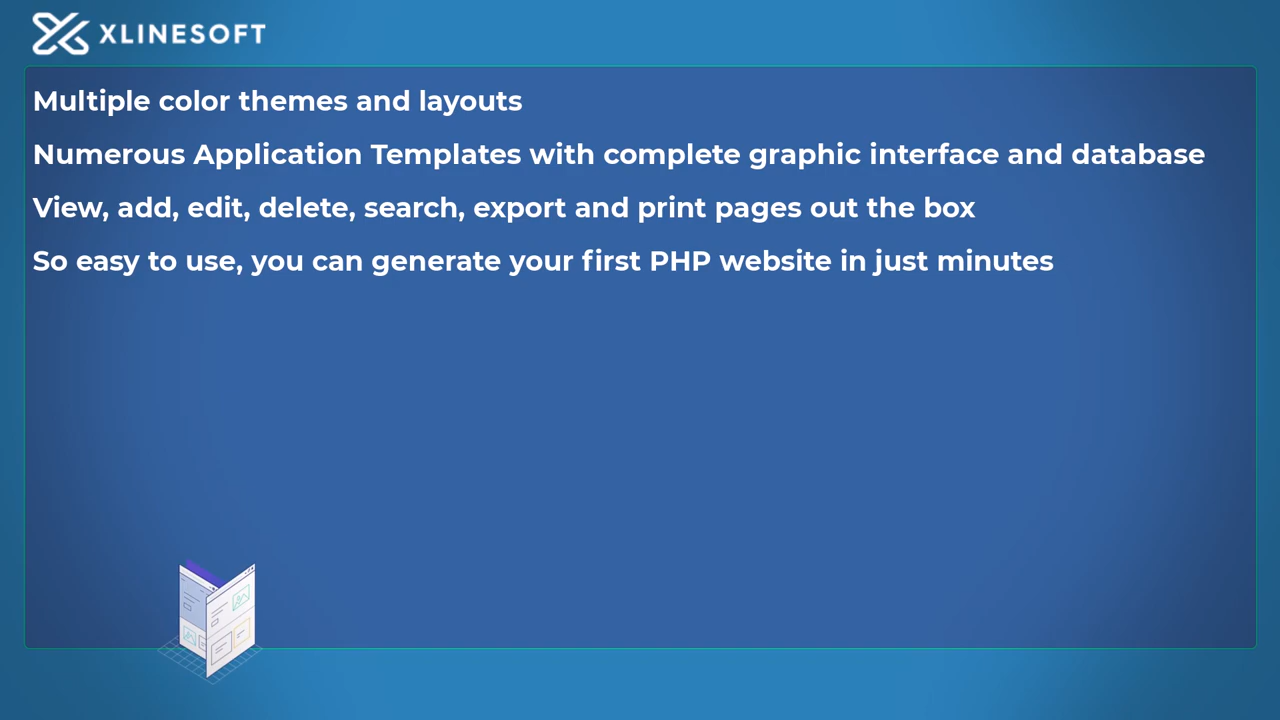 XLINESOFT
Multiple color themes and layouts
Numerous Application Templates with complete graphic interface and database
View, add, edit, delete, search, export and print pages out the box
So easy to use, you can generate your first PHP website in just minutes